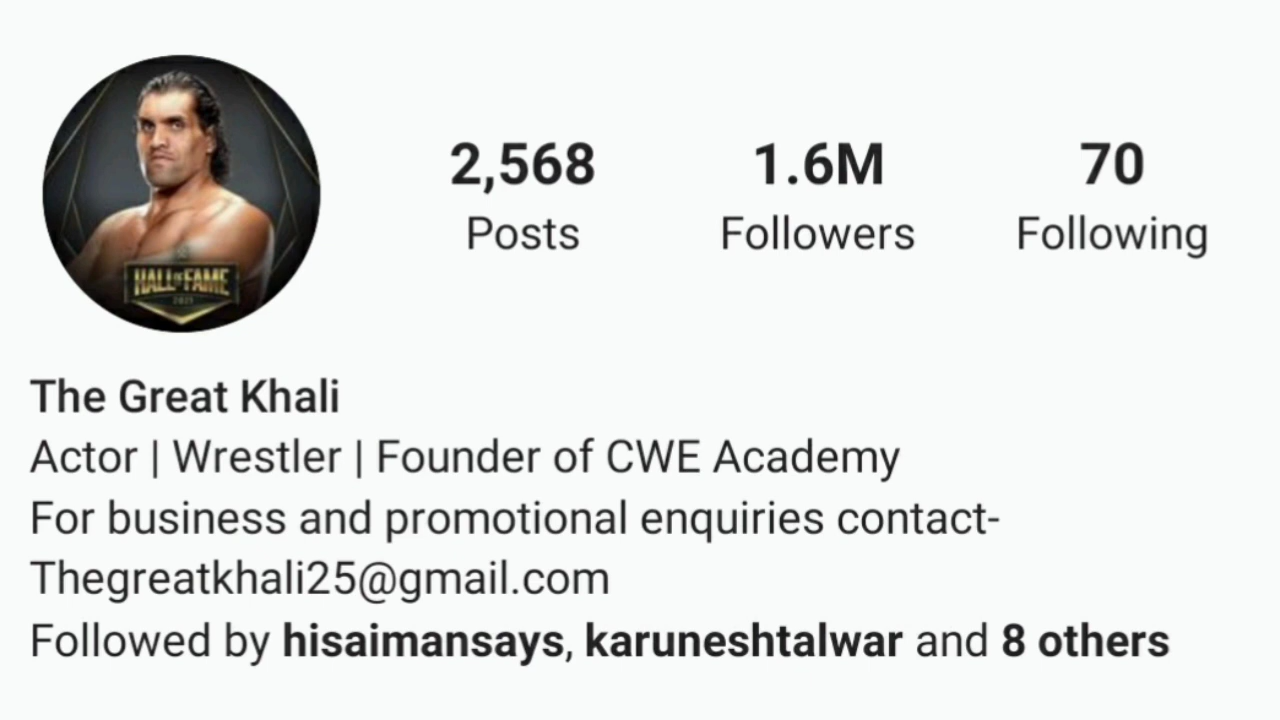 HALL OF FAME
2021
2,568
Posts
1.6M
Followers
70
Following
The Great Khali
Actor | Wrestler | Founder of CWE Academy
For business and promotional enquiries contact-
Thegreatkhali25@gmail.com
Followed by hisaimansays, karuneshtalwar and 8 others